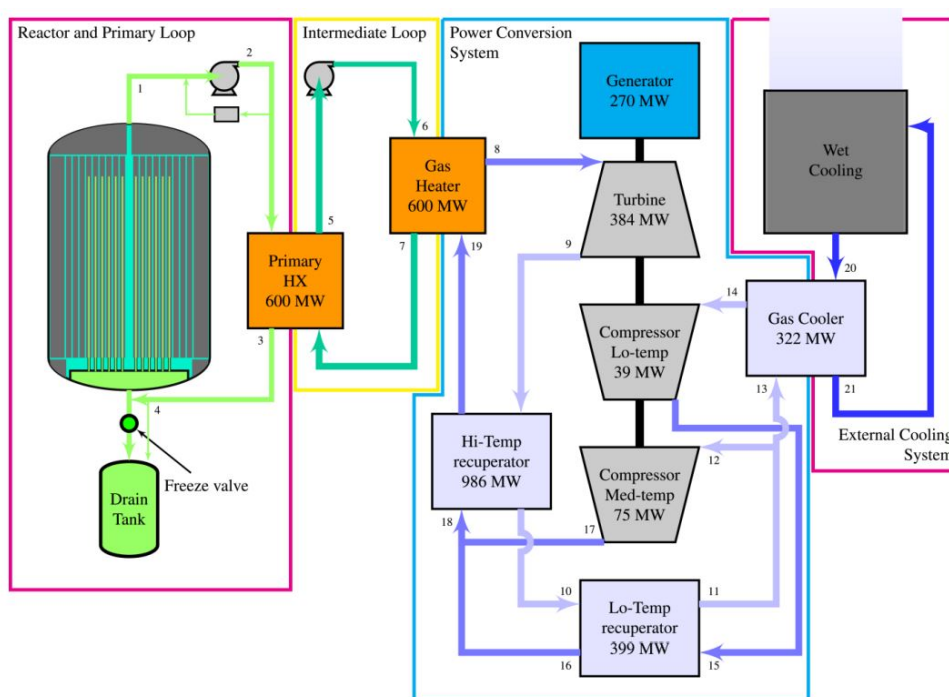 Reactor and Primary Loop
Intermediate Loop
Power Conversion
System
1
2
3
4
5
6
7
8
9
10
11
12
13
14
15
16
17
18
19
20
21
Primary
HX
600 MW
Freeze valve
Drain
Tank
Gas
Heater
600 MW
Generator
270 MW
Turbine
384 MW
Compressor
Lo-temp
39 MW
Compressor
Med-temp
75 MW
Hi-Temp
recuperator
986 MW
Lo-Temp
recuperator
399 MW
Wet
Cooling
Gas Cooler
322 MW
External Cooling
System